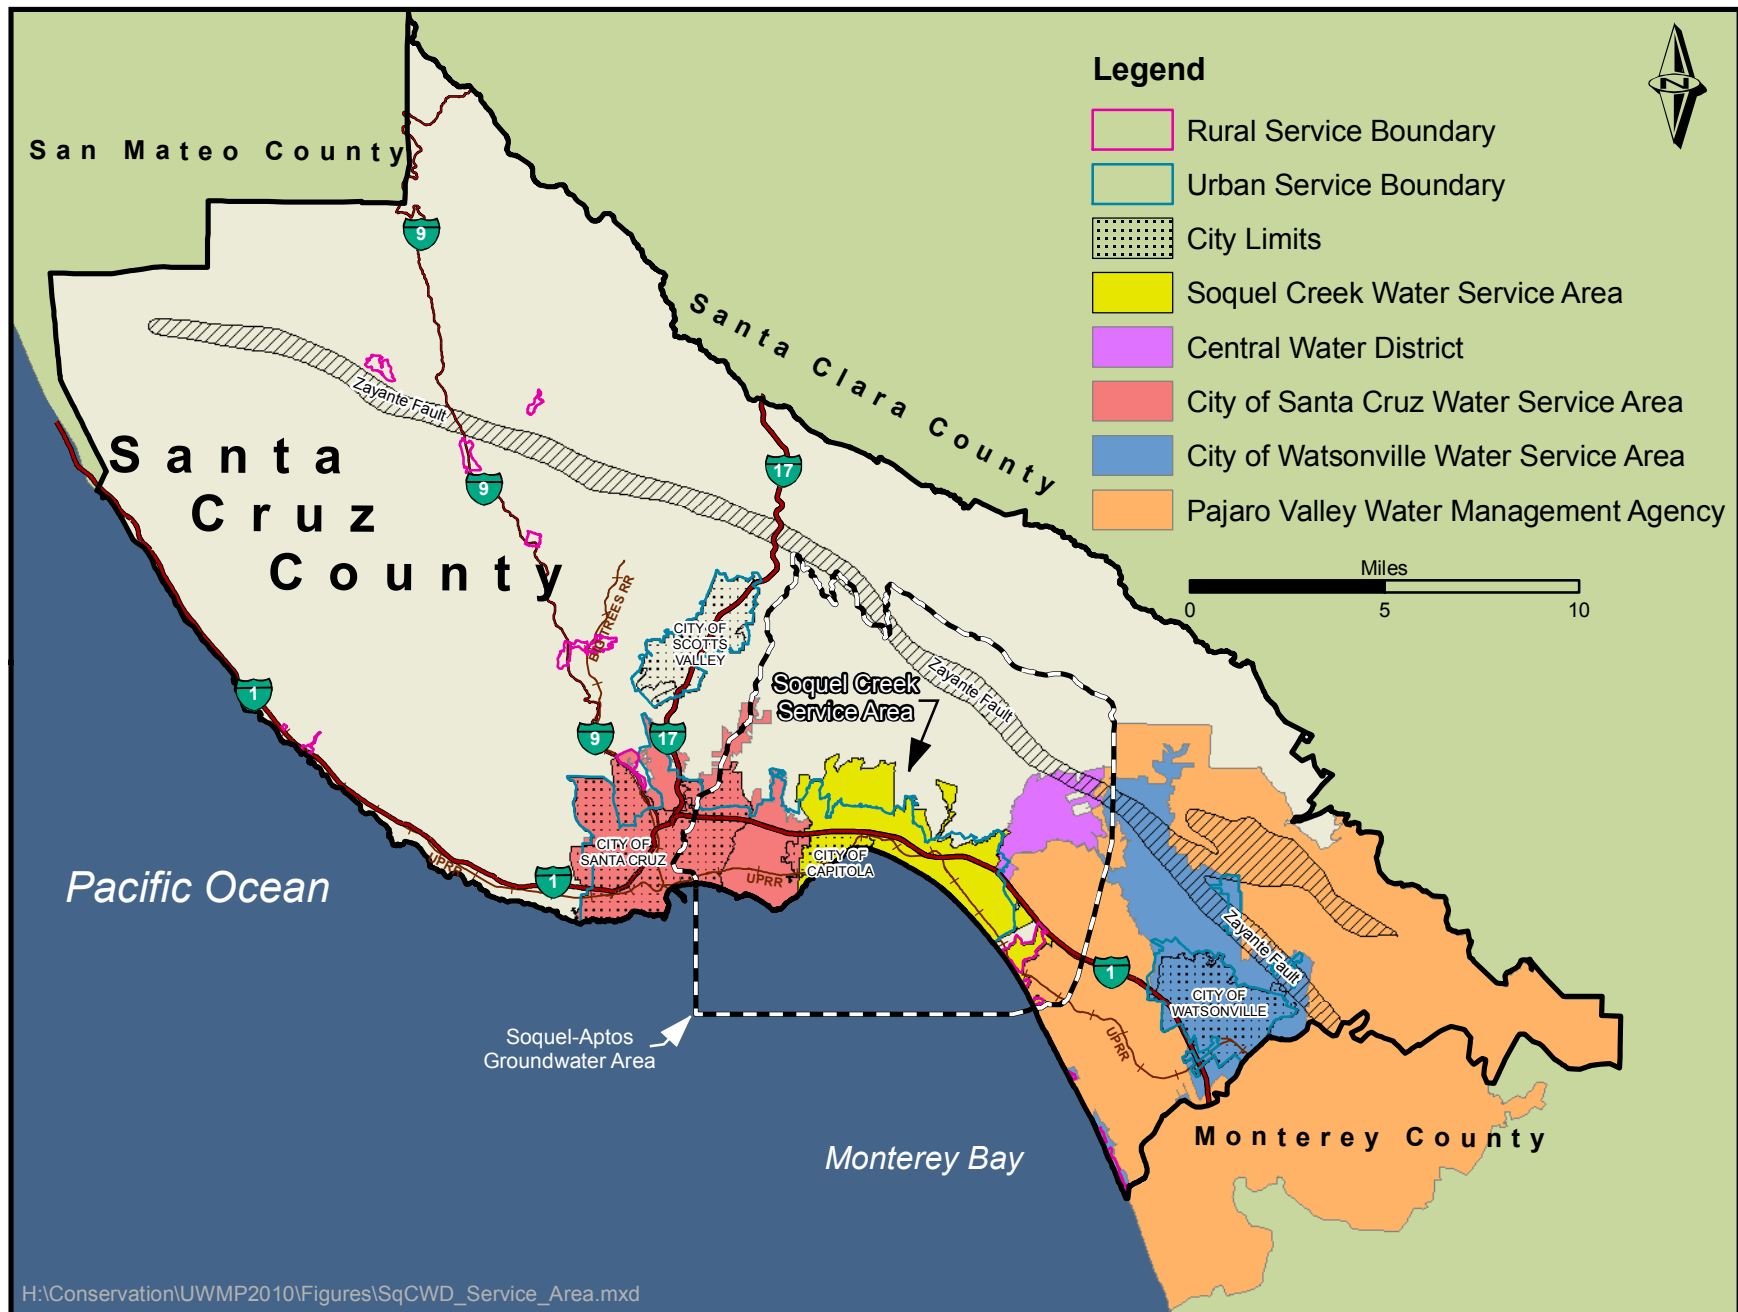 Legend
N
Rural Service Boundary
San Mateo County
Urban Service Boundary
City Limits
9
Soquel Creek Water Service Area
Santa Clara County
Central Water District
Zayante Fault
City of Santa Cruz Water Service Area
Santa
Cruz
County
17
City of Watsonville Water Service Area
9
Pajaro Valley Water Management Agency
Miles
0 5 10
BIG TREES RR
CITY OF
SCOTTS
VALLEY
Zayante Fault
Soquel Creek
Service Area
1
9
17
CITY OF
SANTA CRUZ
CITY OF
CAPITOLA
UPRR
1
UPRR
Pacific Ocean
Zayante Fault
1
CITY OF
WATSONVILLE
Soquel-Aptos
Groundwater Area
UPRR
Monterey County
Monterey Bay
H:\Conservation\UWMP2010\Figures\SqCWD_Service_Area.mxd